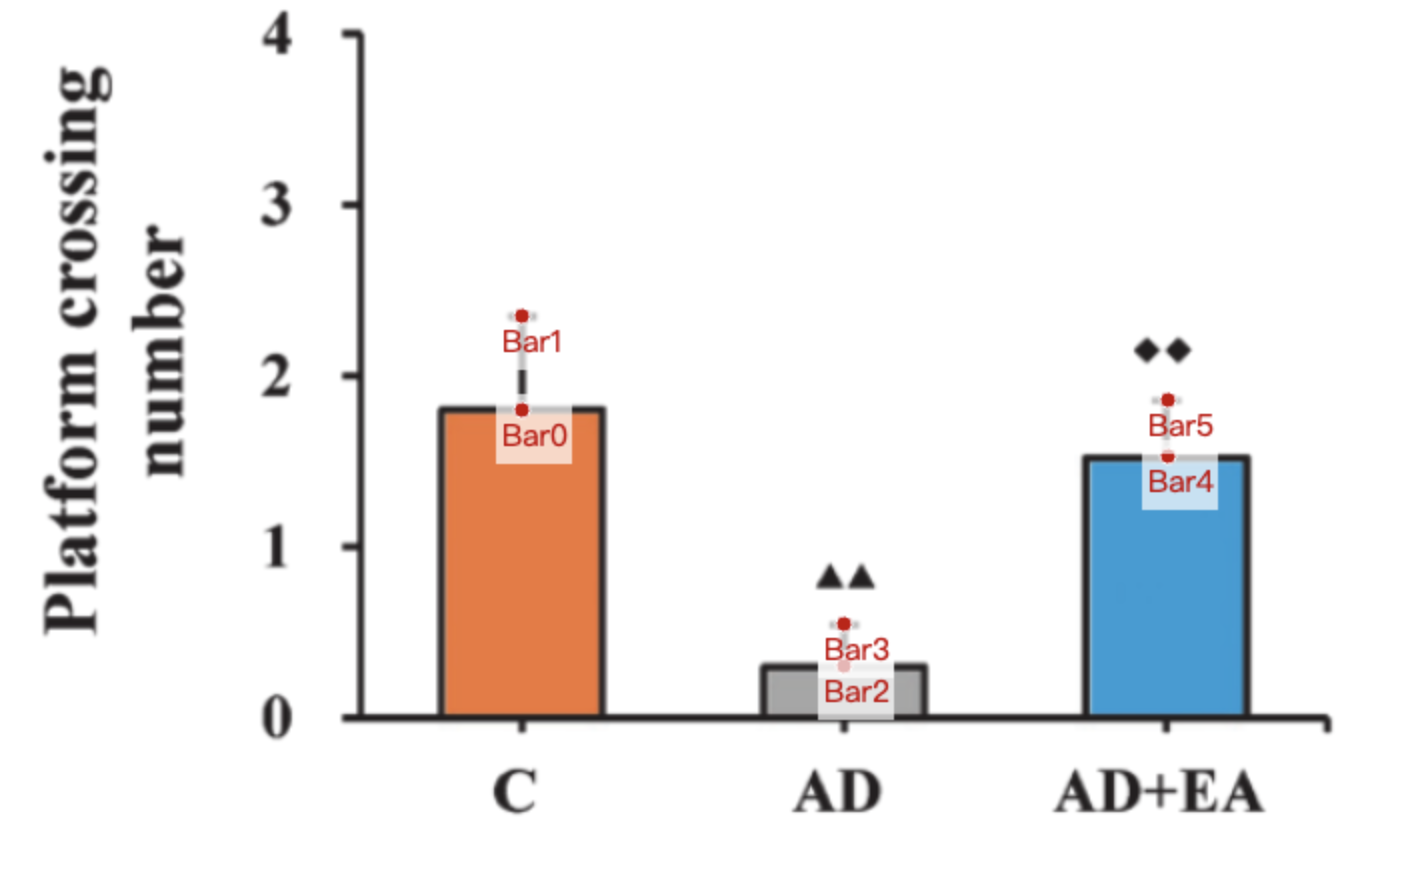 Platform crossing
number
4
3
2
1
0
Bar1
Bar0
▲▲
Bar3
Bar2
◆◆
Bar5
Bar4
C AD AD+EA